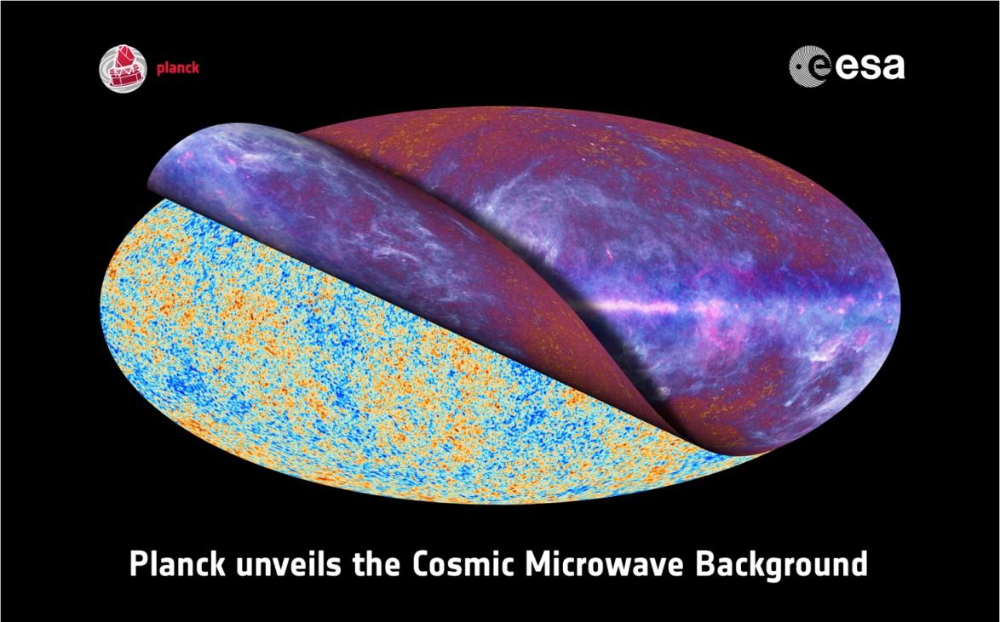 planck
esa
Planck unveils the Cosmic Microwave Background